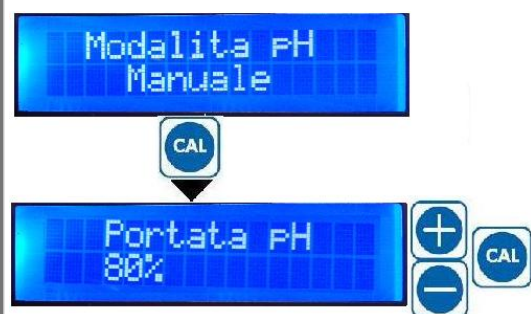 Modalita pH
Manuale
CAL
Portata pH
80%
+
CAL
−